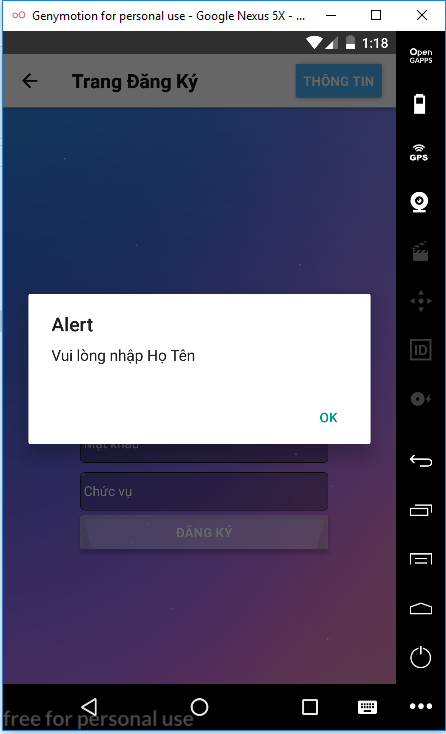 Genymotion for personal use - Google Nexus 5X - ...
1:18
Open
GAPPS
Trang Đăng Ký
THÔNG TIN
GPS
Alert
Vui lòng nhập Họ Tên
ID
OK
Mật khẩu
Chức vụ
ĐĂNG KÝ
free for personal use